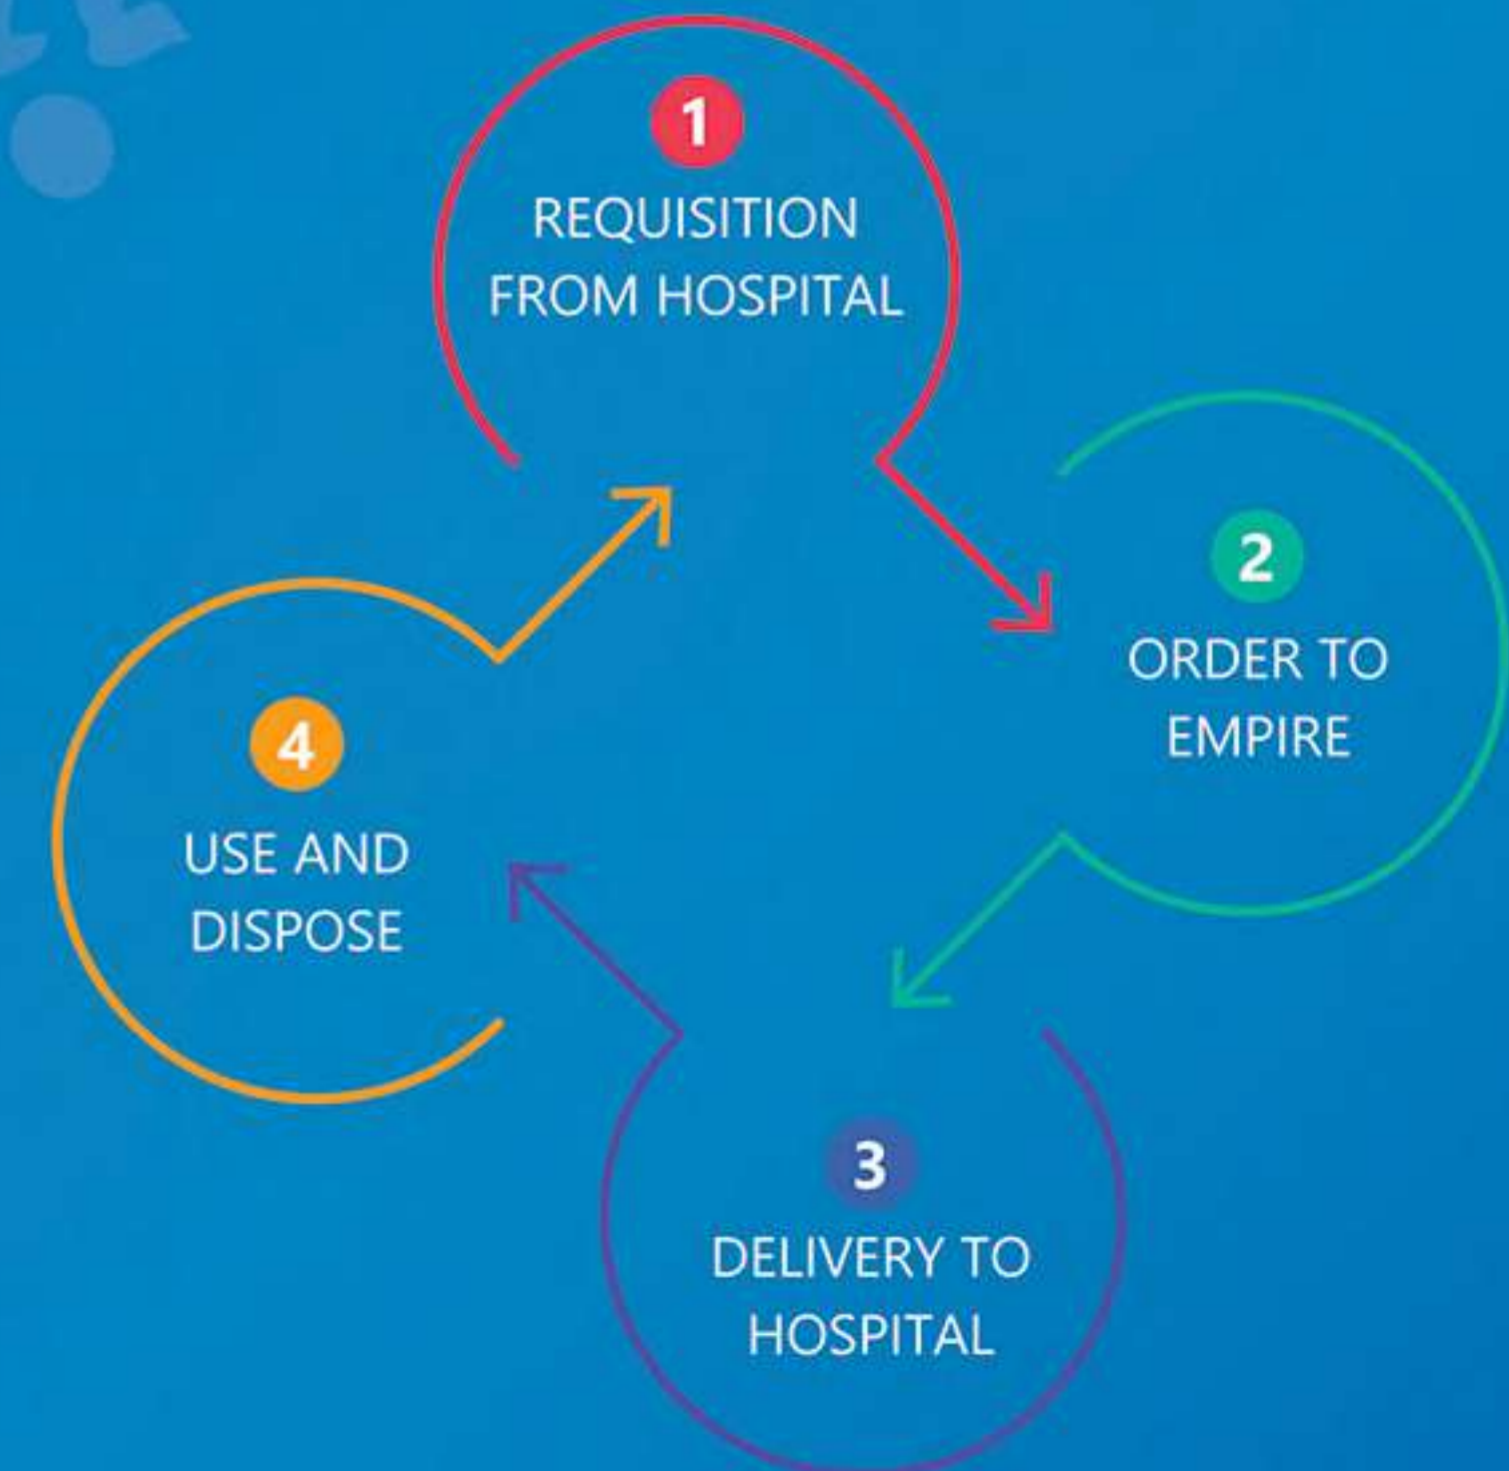 1
REQUISITION
FROM HOSPITAL
2
ORDER TO
EMPIRE
3
DELIVERY TO
HOSPITAL
4
USE AND
DISPOSE